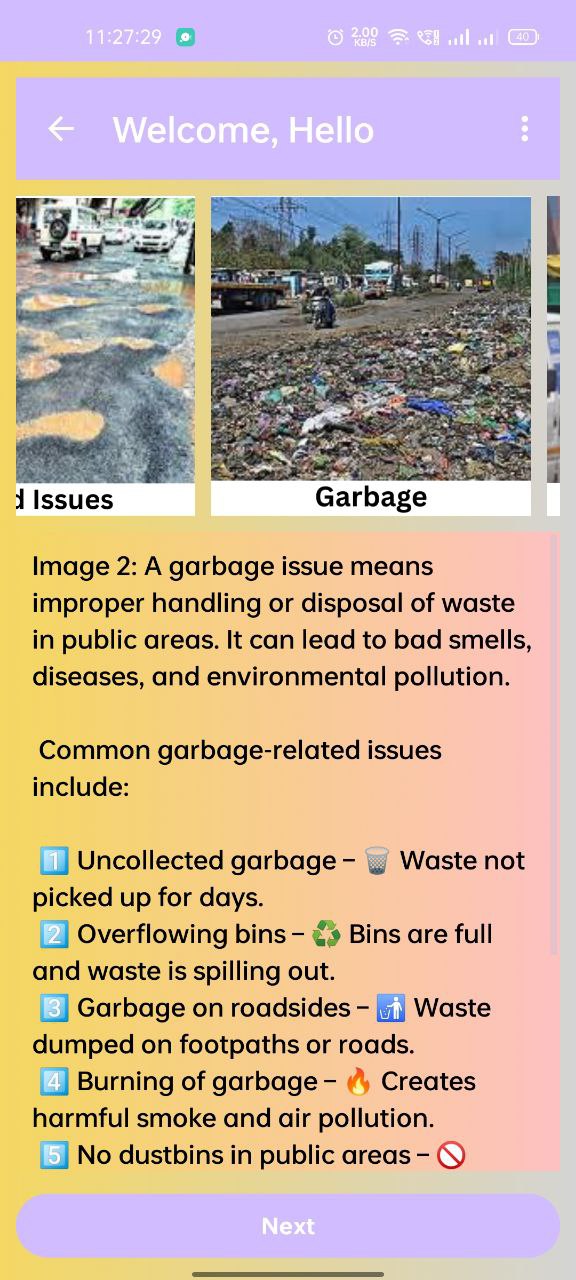 11:27:29 2.00 KB/S 40
Welcome, Hello
d Issues
Garbage
Image 2: A garbage issue means
improper handling or disposal of waste
in public areas. It can lead to bad smells,
diseases, and environmental pollution.
Common garbage-related issues
include:
1️⃣ Uncollected garbage – 🗑️ Waste not
picked up for days.
2️⃣ Overflowing bins – ♻️ Bins are full
and waste is spilling out.
3️⃣ Garbage on roadsides – 🚮 Waste
dumped on footpaths or roads.
4️⃣ Burning of garbage – 🔥 Creates
harmful smoke and air pollution.
5️⃣ No dustbins in public areas – 🚫
Next